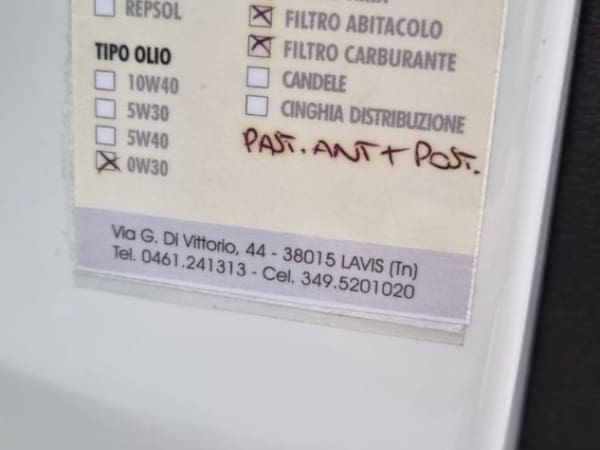 REPSOL
TIPO OLIO
10W40
5W30
5W40
0W30
FILTRO ABITACOLO
FILTRO CARBURANTE
CANDELE
CINGHIA DISTRIBUZIONE
PAST. ANT + POST.
Via G. Di Vittorio, 44 - 38015 LAVIS (Tn)
Tel. 0461.241313 - Cel. 349.5201020